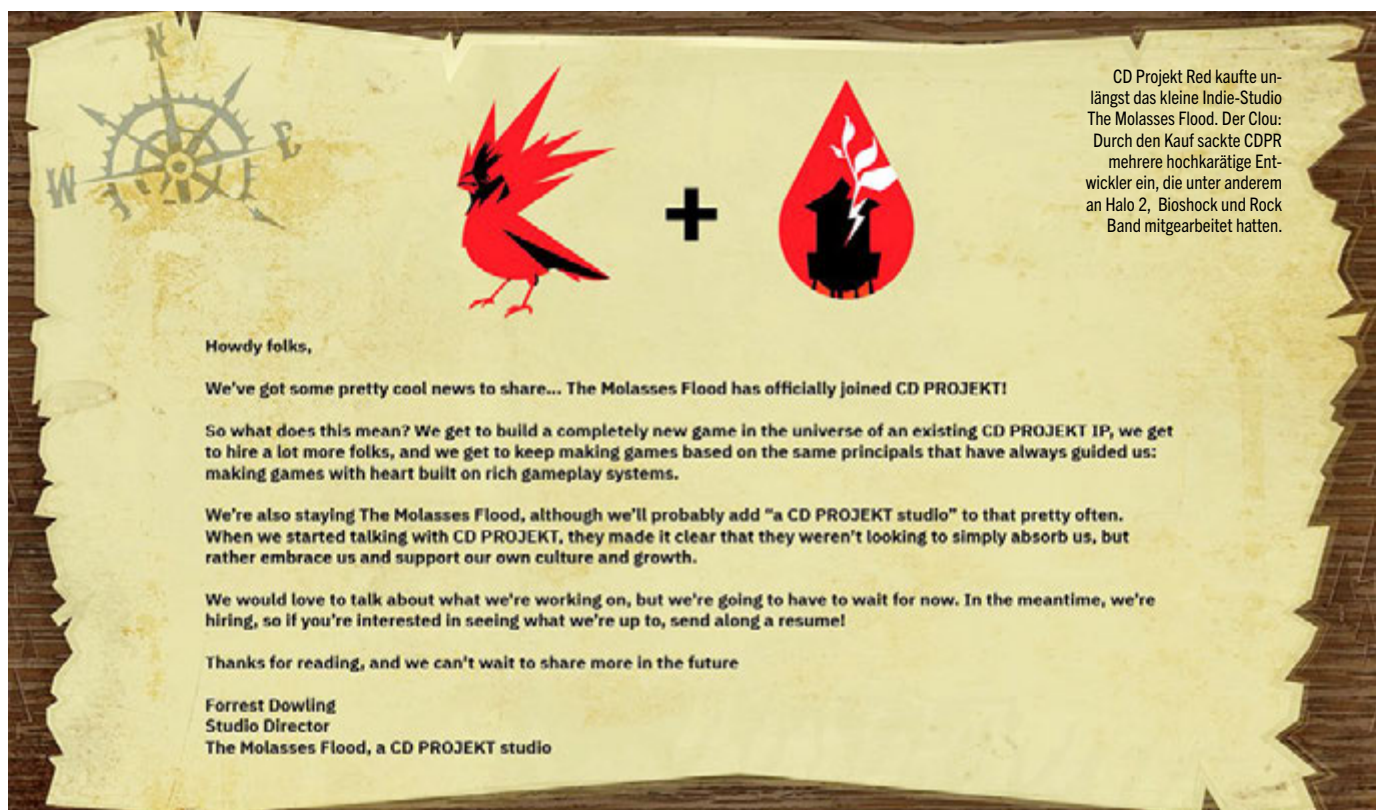 N
E
W
CD Projekt Red kaufte un-
längst das kleine Indie-Studio
The Molasses Flood. Der Clou:
Durch den Kauf sackte CDPR
mehrere hochkarätige Ent-
wickler ein, die unter anderem
an Halo 2, Bioshock und Rock
Band mitgearbeitet hatten.
+
Howdy folks,
We've got some pretty cool news to share... The Molasses Flood has officially joined CD PROJEKT!
So what does this mean? We get to build a completely new game in the universe of an existing CD PROJEKT IP, we get
to hire a lot more folks, and we get to keep making games based on the same principals that have always guided us:
making games with heart built on rich gameplay systems.
We're also staying The Molasses Flood, although we'll probably add “a CD PROJEKT studio” to that pretty often.
When we started talking with CD PROJEKT, they made it clear that they weren't looking to simply absorb us, but
rather embrace us and support our own culture and growth.
We would love to talk about what we're working on, but we're going to have to wait for now. In the meantime, we're
hiring, so if you're interested in seeing what we're up to, send along a resume!
Thanks for reading, and we can't wait to share more in the future
Forrest Dowling
Studio Director
The Molasses Flood, a CD PROJEKT studio